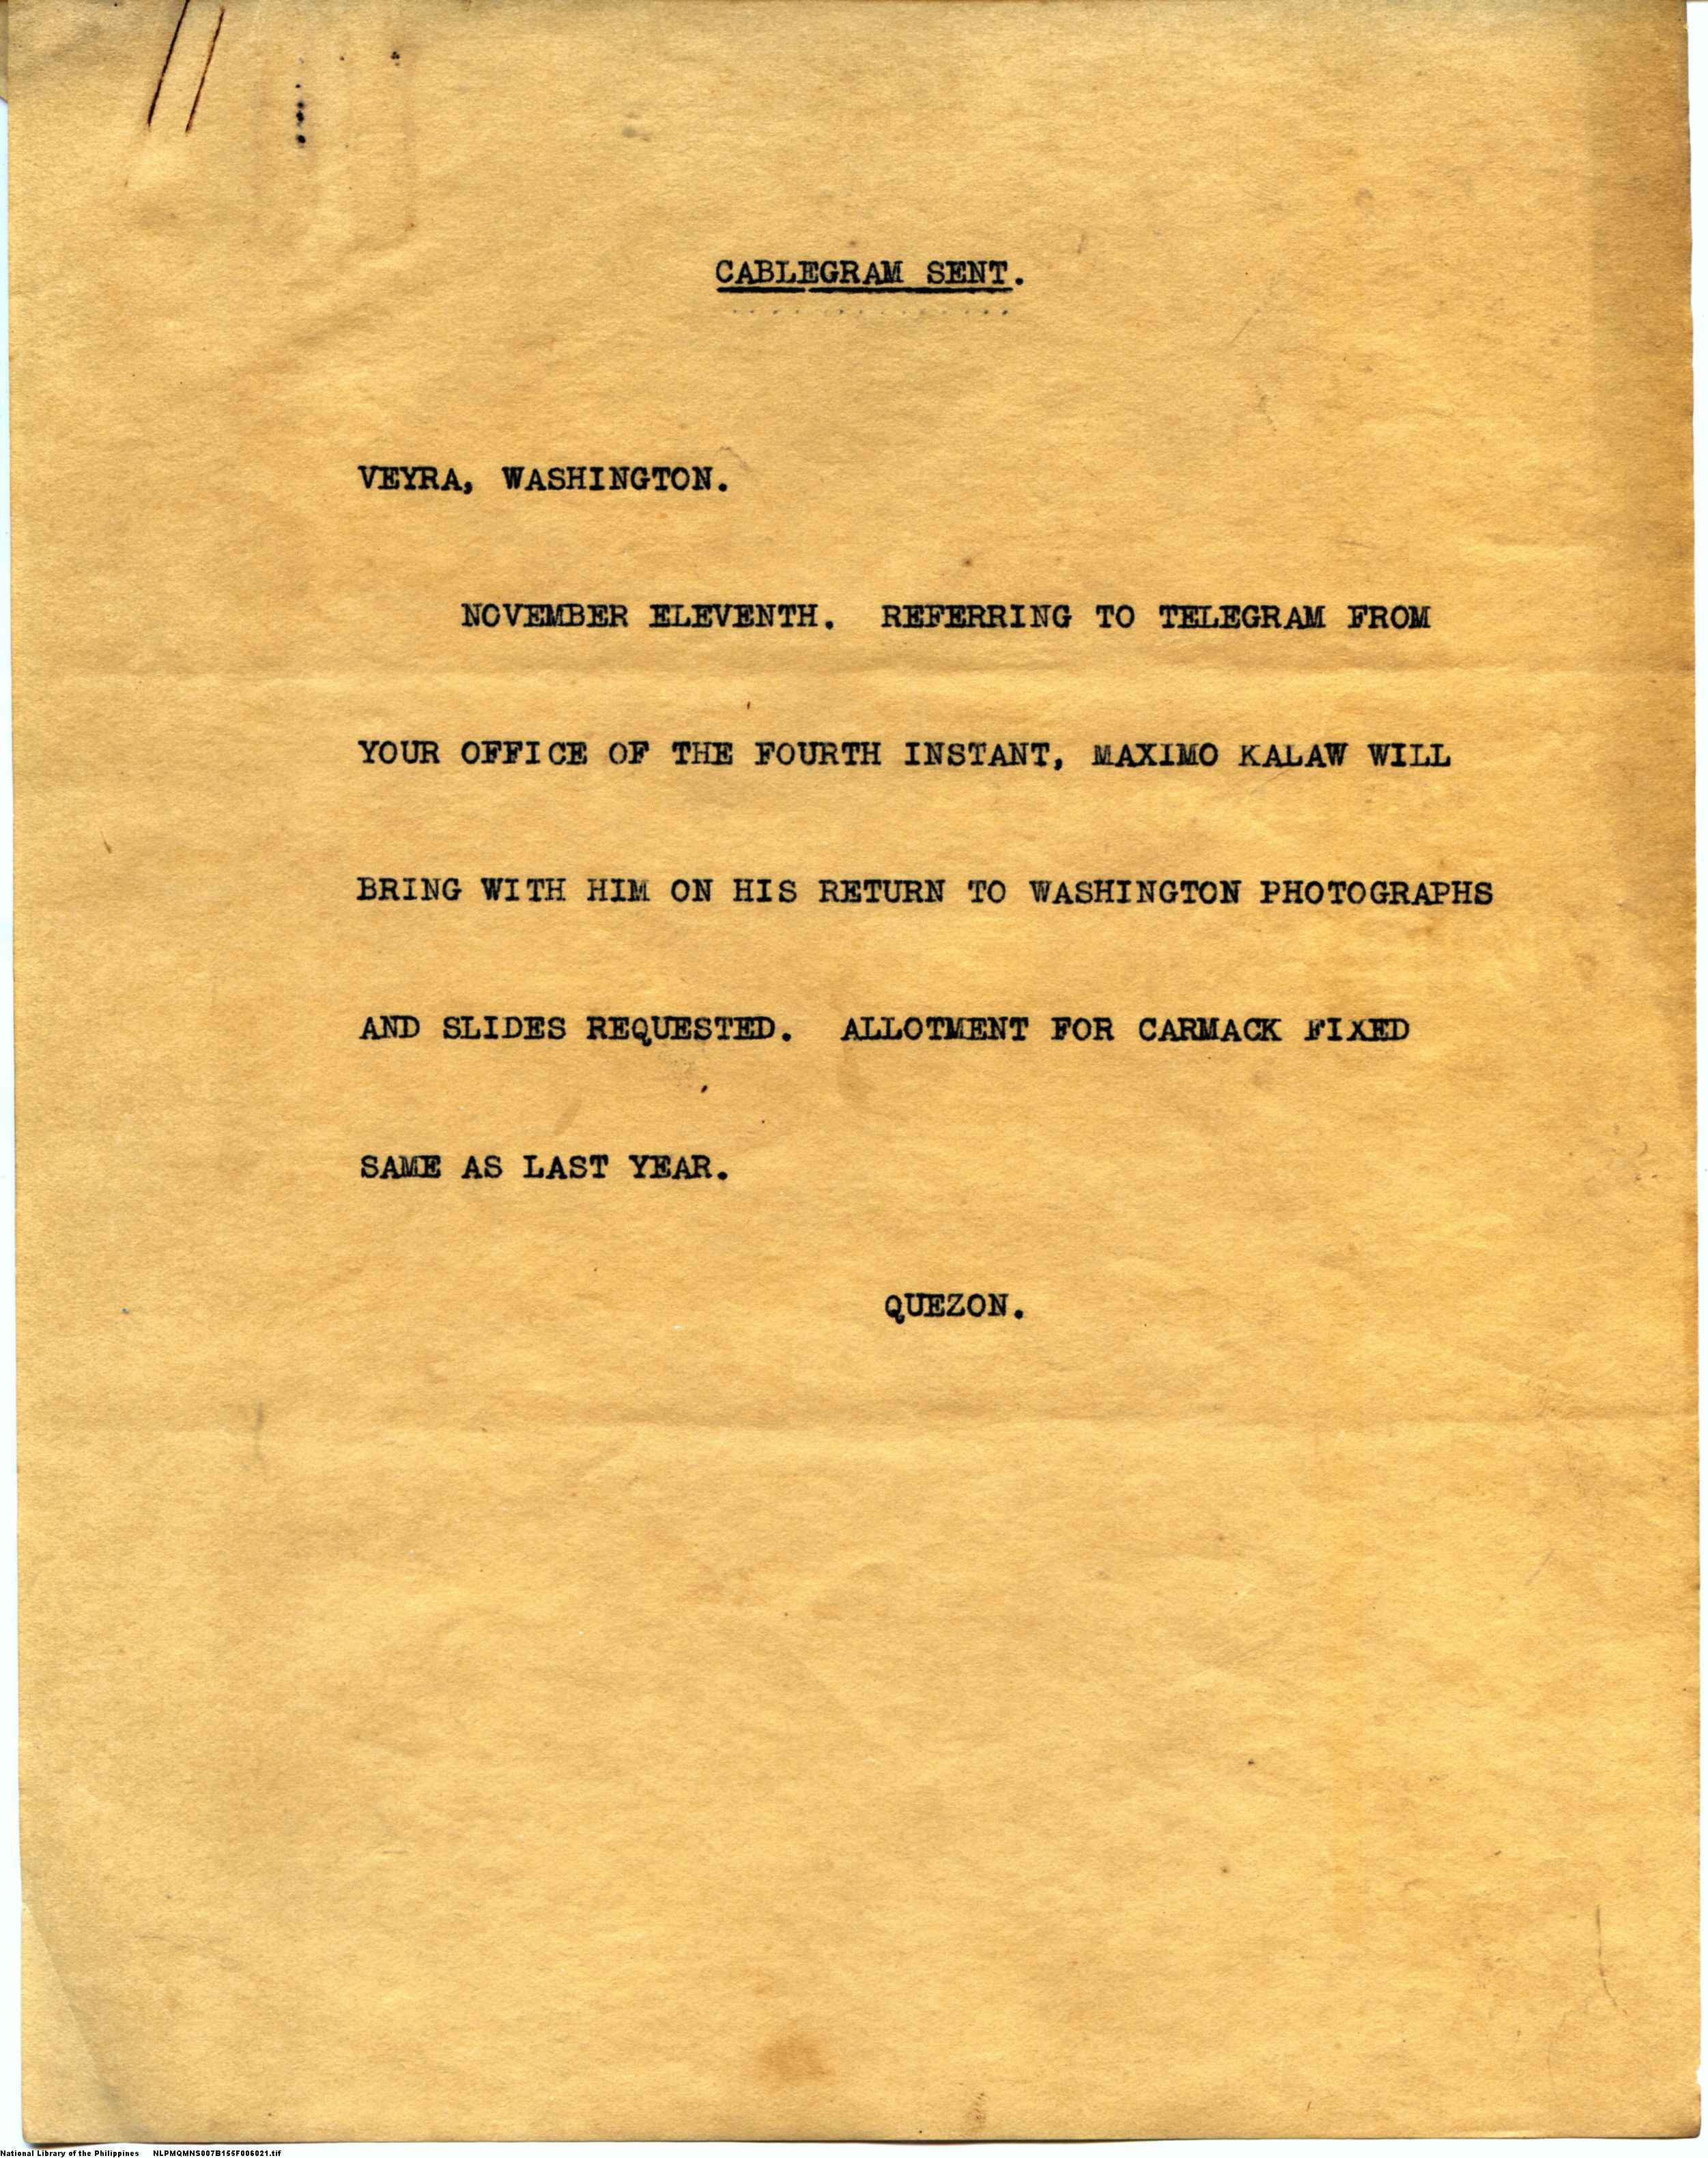 11
CABLEGRAM SENT.
VEYRA, WASHINGTON.
NOVEMBER ELEVENTH. REFERRING TO TELEGRAM FROM
YOUR OFFICE OF THE FOURTH INSTANT, MAXIMO KALAW WILL
BRING WITH HIM ON HIS RETURN TO WASHINGTON PHOTOGRAPHS
AND SLIDES REQUESTED. ALLOTMENT FOR CARMACK FIXED
SAME AS LAST YEAR.
QUEZON.
National Library of the Philippines NLPMQMNS007B155F006021.tif